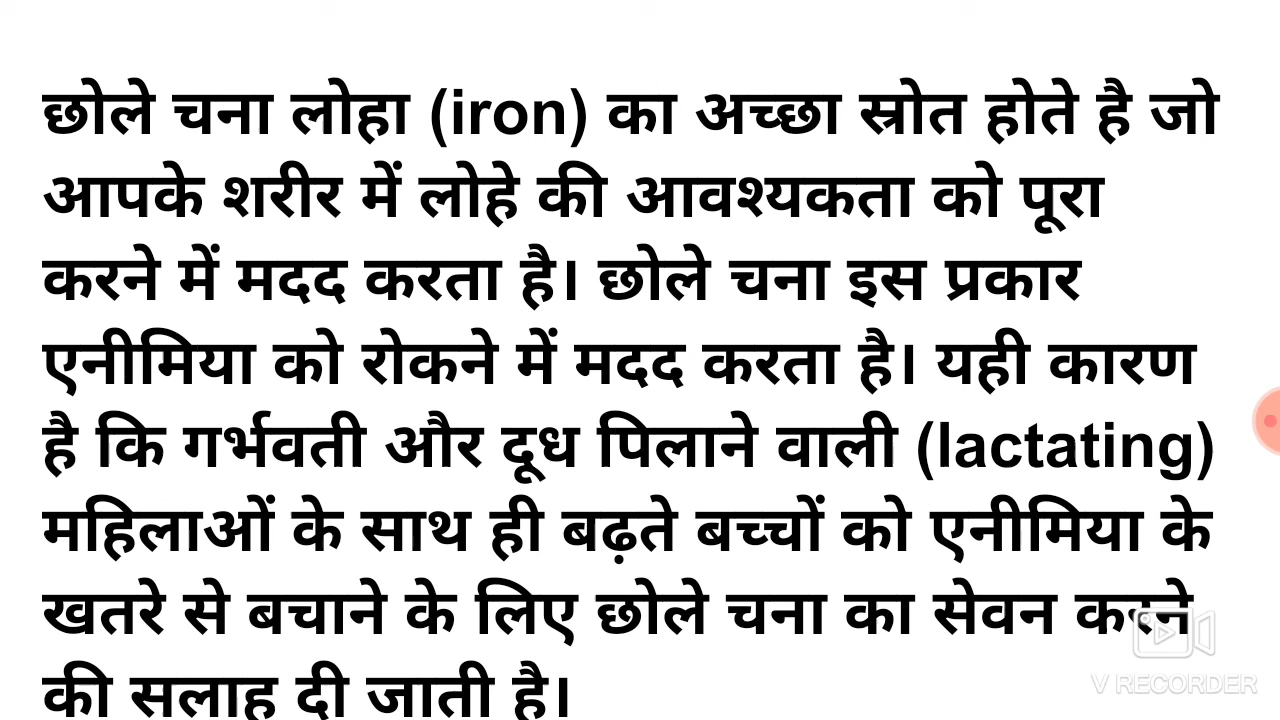 छोले चना लोहा (iron) का अच्छा स्रोत होते है जो
आपके शरीर में लोहे की आवश्यकता को पूरा
करने में मदद करता है। छोले चना इस प्रकार
एनीमिया को रोकने में मदद करता है। यही कारण
है कि गर्भवती और दूध पिलाने वाली (lactating)
महिलाओं के साथ ही बढ़ते बच्चों को एनीमिया के
खतरे से बचाने के लिए छोले चना का सेवन करने
की सलाह दी जाती है।
V RECORDER